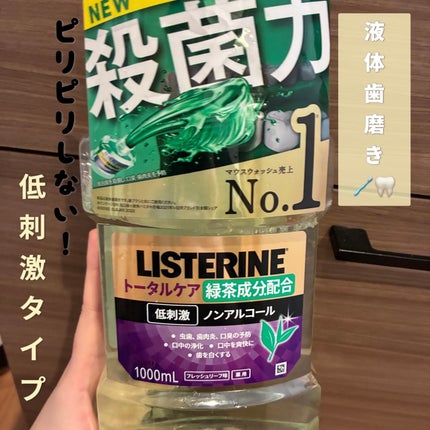 NEW
殺菌力
マウスウォッシュ売上
No.1
ピリピリしない！
低刺激タイプ
液体歯磨き🪥🦷
LISTERINE
トータルケア 緑茶成分配合
低刺激 ノンアルコール
• 虫歯、歯肉炎、口臭の予防
• 口中の浄化 • 口中を爽快に
• 歯を白くする
1000mL フレッシュリーフ味 薬用